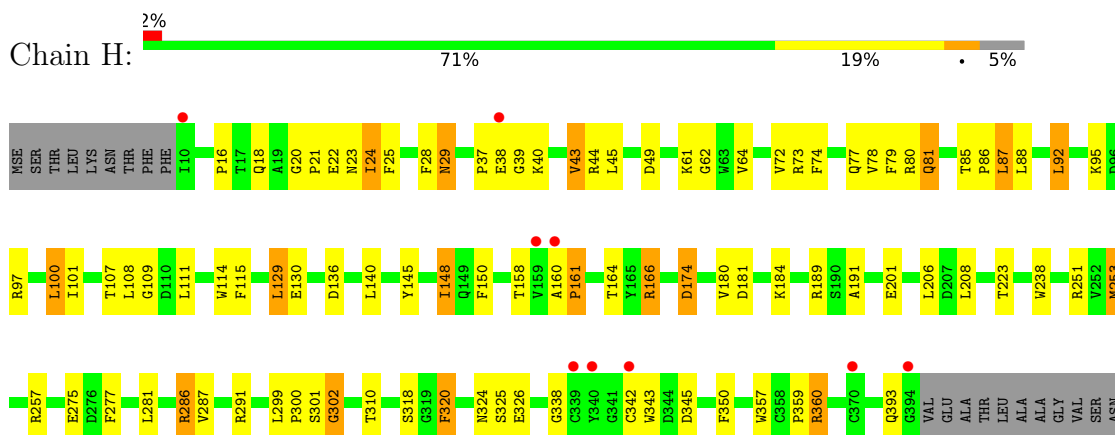 2%
Chain H:
71% 19% • 5%
MSE SER THR LEU LYS ASN THR PHE PHE I10 P16 T17 Q18 A19 G20 P21 E22 N23 I24 F25 F28 N29 P37 E38 G39 K40 V43 R44 L45 D49 K61 G62 W63 V64 V72 R73 F74 Q77 V78 F79 R80 Q81 T85 P86 L87 L88 L92 K95 D96
R97 L100 I101 T107 L108 G109 D110 L111 W114 F115 L129 E130 D136 L140 Y145 I148 Q149 F150 T158 V159 A160 P161 T164 Y165 R166 D174 V180 D181 K184 R189 S190 A191 E201 L206 D207 L208 T223 W238 R251 V252 M253
R257 E275 D276 F277 L281 R286 V287 R291 L299 P300 S301 G302 T310 S318 G319 F320 N324 S325 E326 G338 C339 Y340 G341 C342 W343 D344 D345 F350 W357 C358 P359 R360 C370 Q393 G394 VAL GLU ALA THR LEU ALA ALA GLY VAL SER ASN